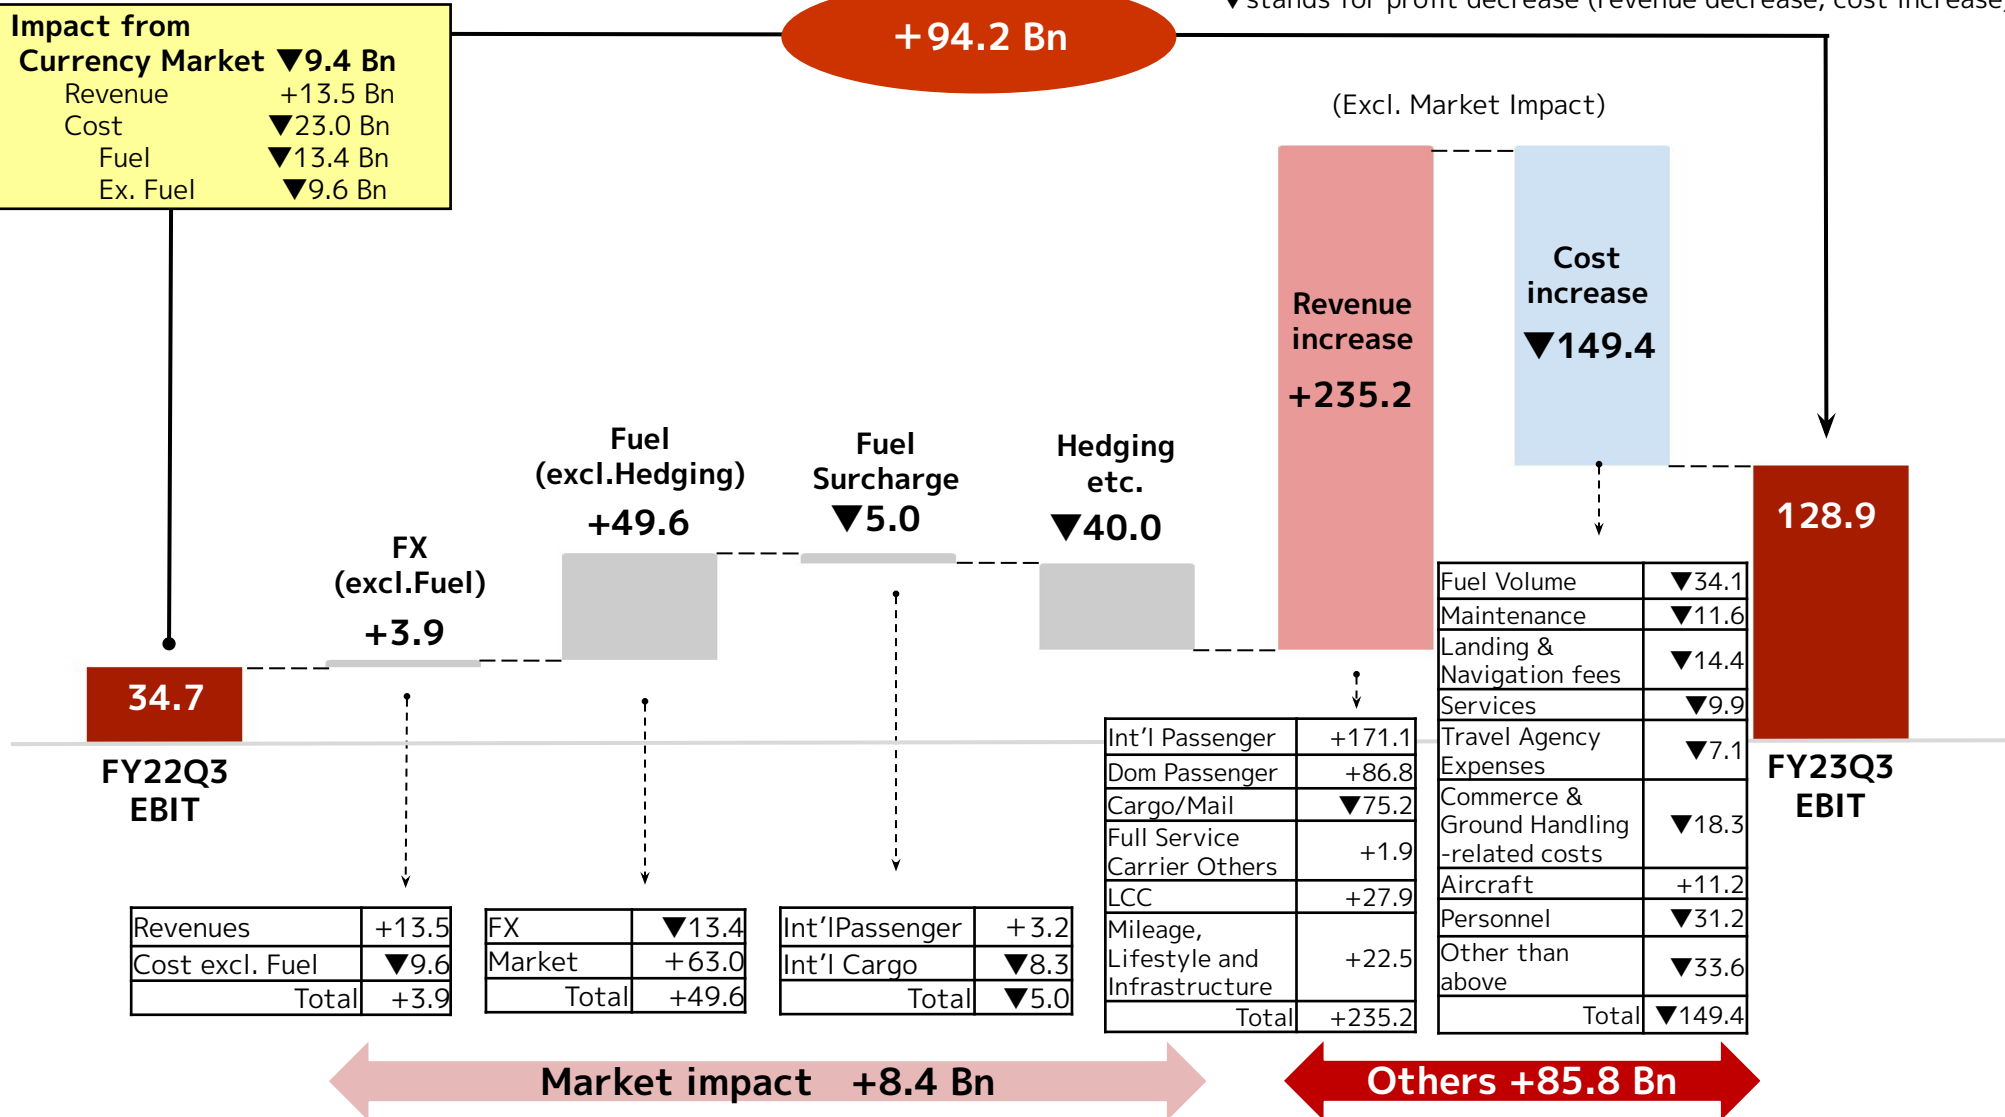 ▼stands for profit decrease (revenue decrease, cost increase)
Impact from
Currency Market ▼9.4 Bn
Revenue +13.5 Bn
Cost ▼23.0 Bn
Fuel ▼13.4 Bn
Ex. Fuel ▼9.6 Bn
+94.2 Bn
(Excl. Market Impact)
34.7
FY22Q3
EBIT
FX
(excl.Fuel)
+3.9
Fuel
(excl.Hedging)
+49.6
Fuel
Surcharge
▼5.0
Hedging
etc.
▼40.0
Revenue
increase
+235.2
Cost
increase
▼149.4
128.9
FY23Q3
EBIT
Revenues +13.5
Cost excl. Fuel ▼9.6
Total +3.9
FX ▼13.4
Market +63.0
Total +49.6
Int'lPassenger +3.2
Int'l Cargo ▼8.3
Total ▼5.0
Int'l Passenger +171.1
Dom Passenger +86.8
Cargo/Mail ▼75.2
Full Service
Carrier Others +1.9
LCC +27.9
Mileage,
Lifestyle and
Infrastructure +22.5
Total +235.2
Fuel Volume ▼34.1
Maintenance ▼11.6
Landing &
Navigation fees ▼14.4
Services ▼9.9
Travel Agency
Expenses ▼7.1
Commerce &
Ground Handling
-related costs ▼18.3
Aircraft +11.2
Personnel ▼31.2
Other than
above ▼33.6
Total ▼149.4
Market impact +8.4 Bn
Others +85.8 Bn